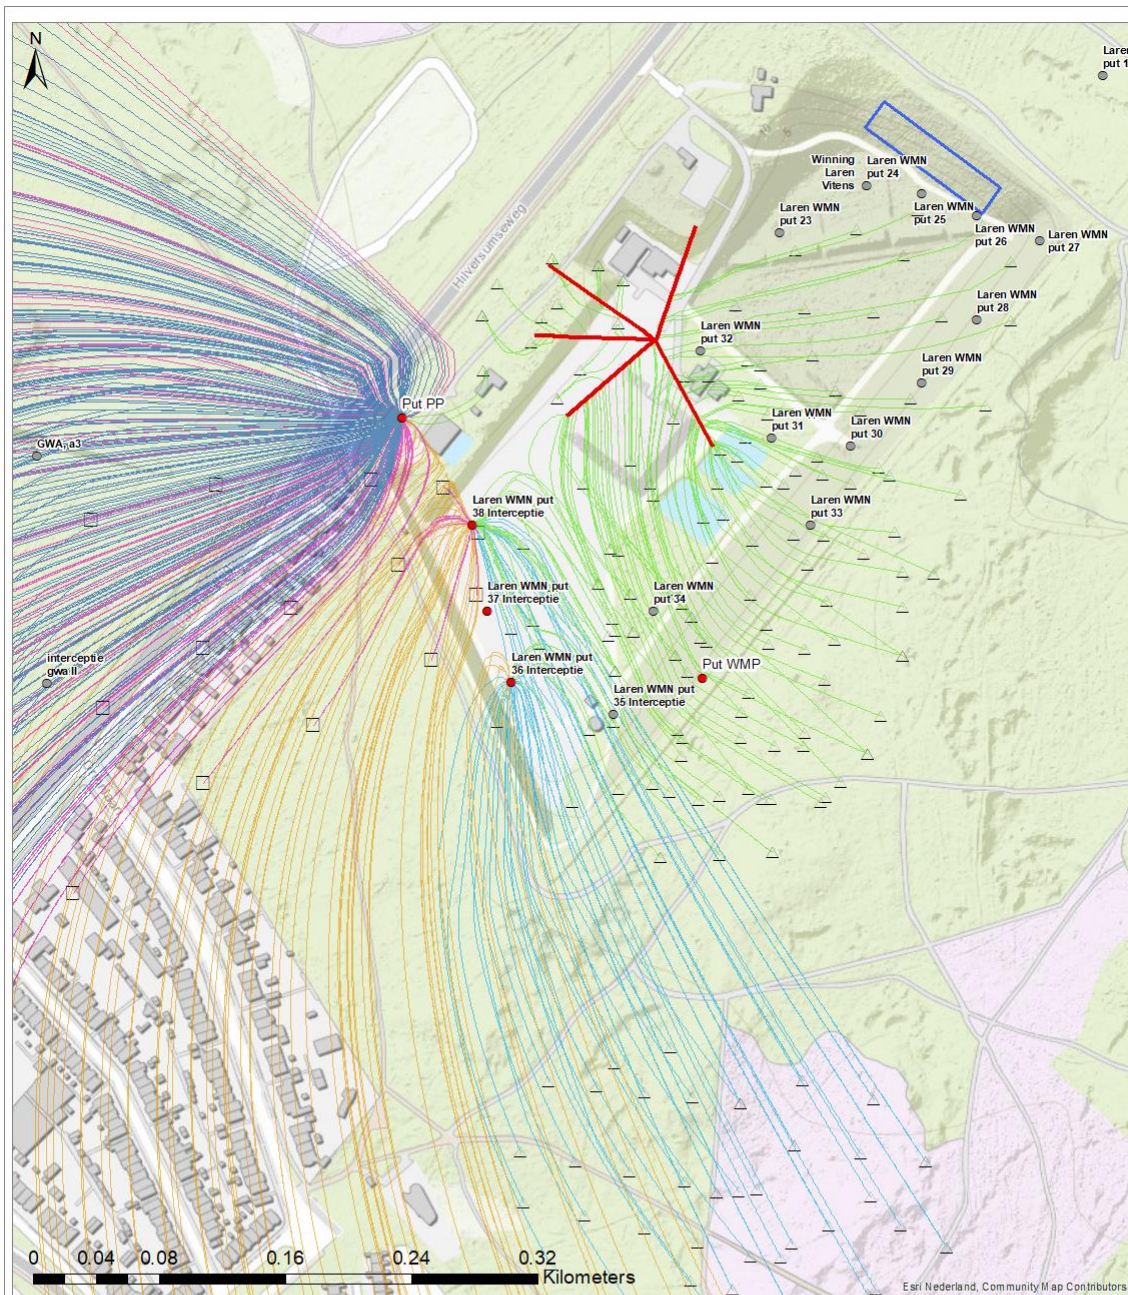 N
Laren
put 1
Hilversumseweg
Winning
Laren
Vitens
Laren WMN
put 24
Laren WMN
put 23
Laren WMN
put 25
Laren WMN
put 26
Laren WMN
put 27
Laren WMN
put 28
Laren WMN
put 32
Laren WMN
put 29
Put PP
Laren WMN
put 31
Laren WMN
put 30
GWA, a3
Laren WMN put
38 Interceptie
Laren WMN
put 33
Laren WMN put
37 Interceptie
Laren WMN
put 34
interceptie
gwa II
Laren WMN put
36 Interceptie
Put WMP
Laren WMN put
35 Interceptie
0 0.04 0.08 0.16 0.24 0.32
Kilometers
Esri Nederland, Community Map Contributors